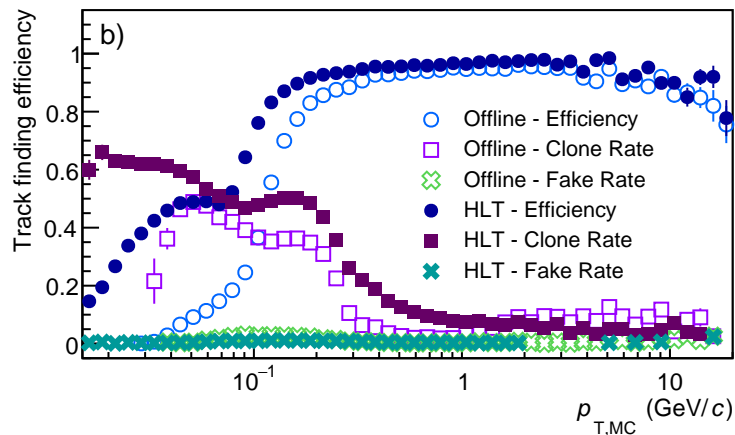 b)
Track finding efficiency
1
0.8
0.6
0.4
0.2
0
Offline - Efficiency
Offline - Clone Rate
Offline - Fake Rate
HLT - Efficiency
HLT - Clone Rate
HLT - Fake Rate
10⁻¹ 1 10
p_T,MC (GeV/c)